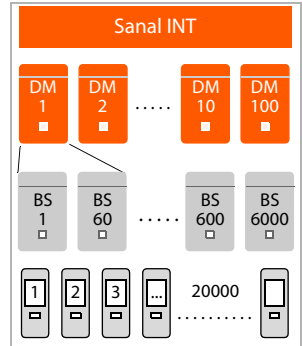 Sanal INT
DM 1 DM 2 ..... DM 10 DM 100
BS 1 BS 60 ..... BS 600 BS 6000
1 2 3 ... 20000 ..........